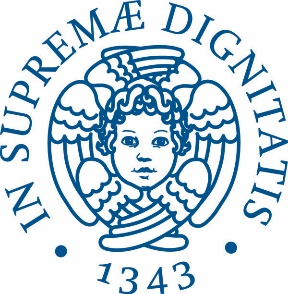 IN SUPREMÆ DIGNITATIS
1343